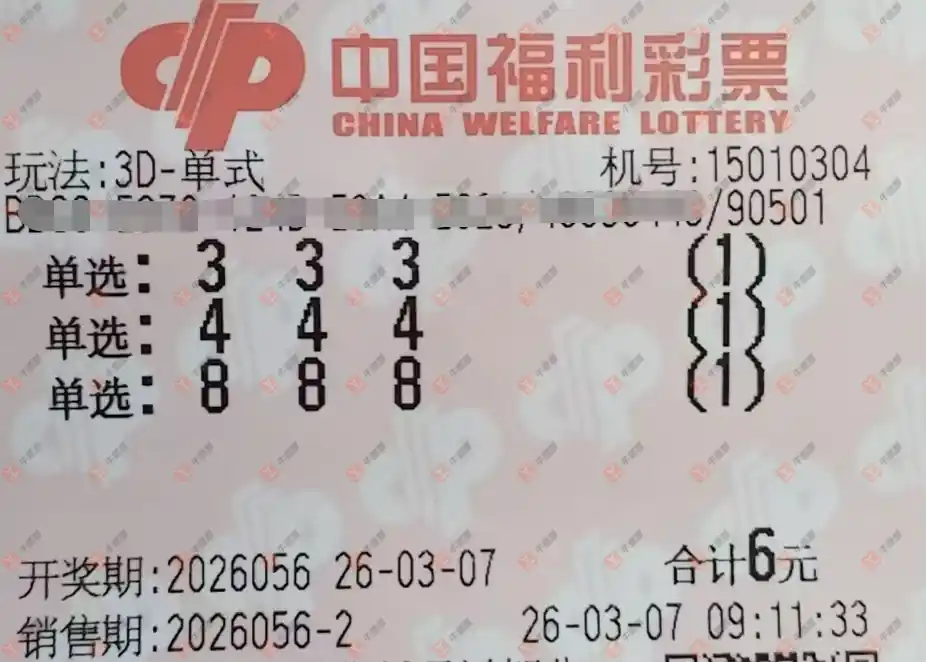 中国福利彩票
CHINA WELFARE LOTTERY
玩法:3D-单式 机号:15010304
/90501
单选: 3 3 3 (1)
单选: 4 4 4 (1)
单选: 8 8 8 (1)
开奖期:2026056 26-03-07 合计6元
销售期:2026056-2 26-03-07 09:11:33